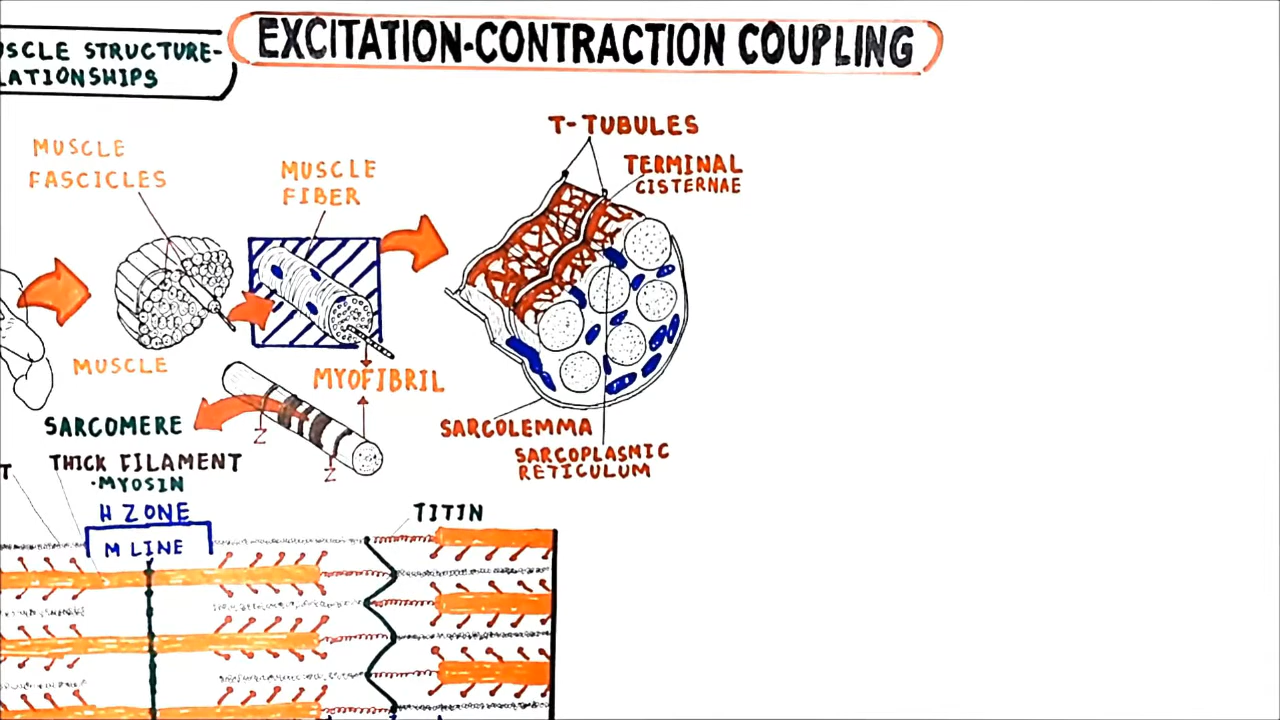 EXCITATION-CONTRACTION COUPLING
USCLE STRUCTURE-
LATIONSHIPS
MUSCLE
FASCICLES
MUSCLE
FIBER
T-TUBULES
TERMINAL
CISTERNAE
MUSCLE
MYOFIBRIL
SARCOMERE
Z
Z
SARCOLEMMA
SARCOPLASMIC
RETICULUM
T
THICK FILAMENT
·MYOSIN
H ZONE
M LINE
TITIN